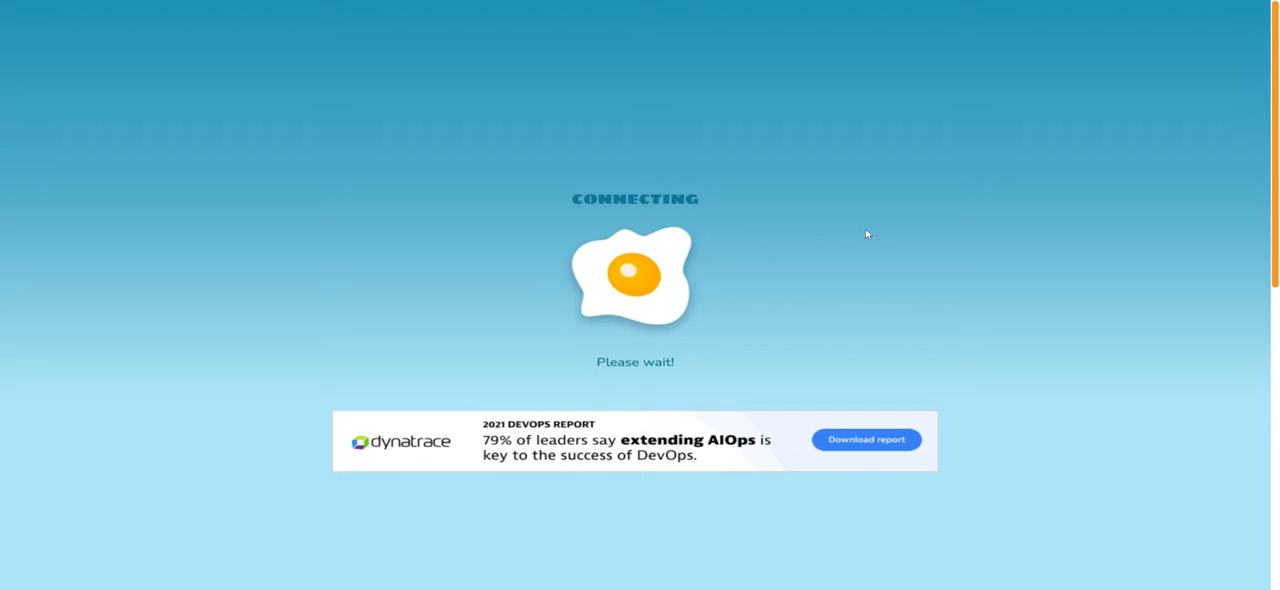 CONNECTING
Please wait!
dynatrace
2021 DEVOPS REPORT
79% of leaders say extending AIOps is
key to the success of DevOps.
Download report